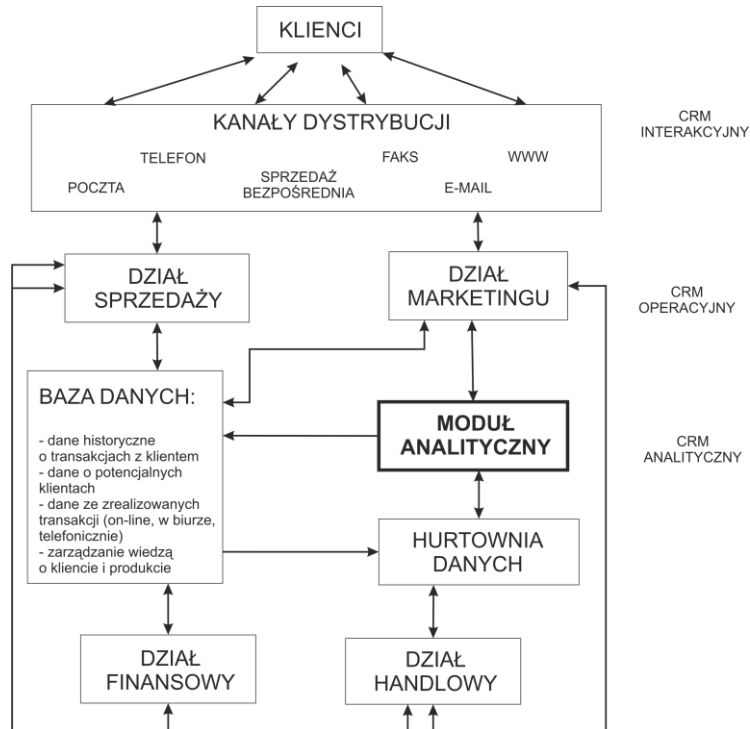 KLIENCI
KANAŁY DYSTRYBUCJI
TELEFON
FAKS
WWW
POCZTA
SPRZEDAŻ
BEZPOŚREDNIA
E-MAIL
CRM
INTERAKCYJNY
DZIAŁ
SPRZEDAŻY
DZIAŁ
MARKETINGU
CRM
OPERACYJNY
BAZA DANYCH:
- dane historyczne
o transakcjach z klientem
- dane o potencjalnych
klientach
- dane ze zrealizowanych
transakcji (on-line, w biurze,
telefonicznie)
- zarządzanie wiedzą
o kliencie i produkcie
MODUŁ
ANALITYCZNY
CRM
ANALITYCZNY
HURTOWNIA
DANYCH
DZIAŁ
FINANSOWY
DZIAŁ
HANDLOWY